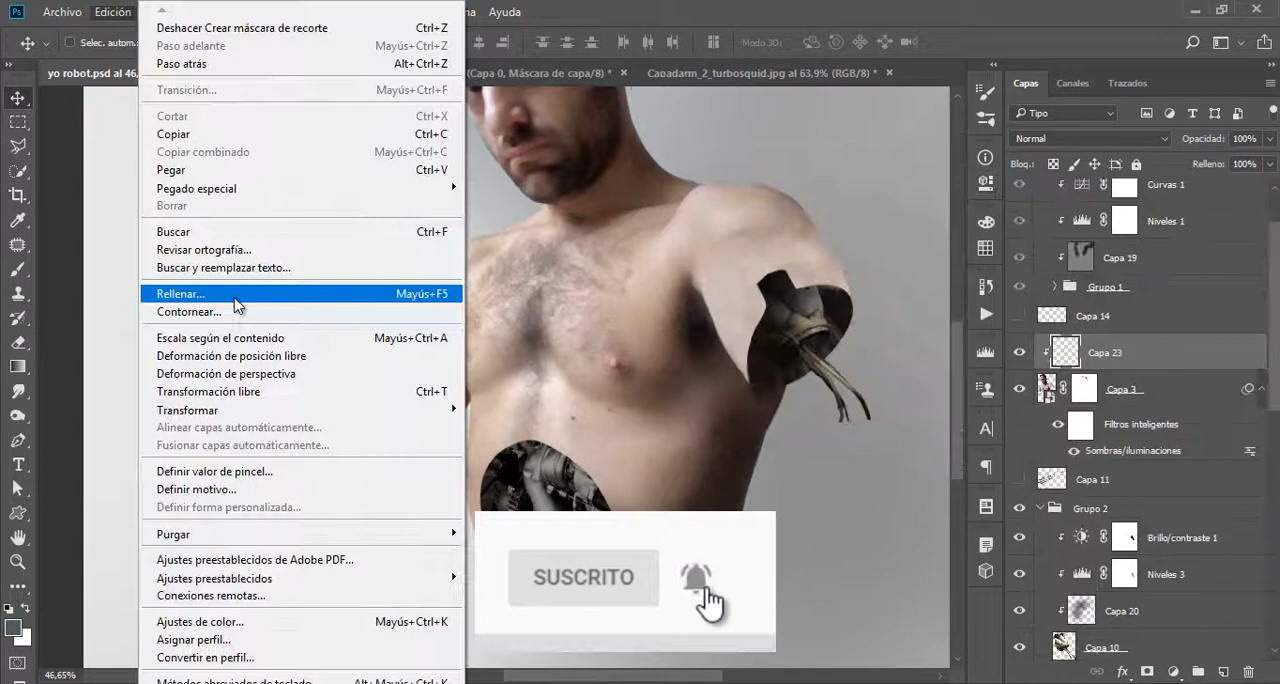 Ps Archivo Edición Ayuda
Selec. autom. Modo 3D:
yo robot.psd al 46, (Capa 0, Máscara de capa/8) × Canadarm_2_turbosquid.jpg al 63,9% (RGB/8) ×
Deshacer Crear máscara de recorte Ctrl+Z
Paso adelante Mayús+Ctrl+Z
Paso atrás Alt+Ctrl+Z
Transición... Mayús+Ctrl+F
Cortar Ctrl+X
Copiar Ctrl+C
Copiar combinado Mayús+Ctrl+C
Pegar Ctrl+V
Pegado especial
Borrar
Buscar Ctrl+F
Revisar ortografía...
Buscar y reemplazar texto...
Rellenar... Mayús+F5
Contornear...
Escala según el contenido Mayús+Ctrl+A
Deformación de posición libre
Deformación de perspectiva
Transformación libre Ctrl+T
Transformar
Alinear capas automáticamente...
Fusionar capas automáticamente...
Definir valor de pincel...
Definir motivo...
Definir forma personalizada...
Purgar
Ajustes preestablecidos de Adobe PDF...
Ajustes preestablecidos
Conexiones remotas...
Ajustes de color... Mayús+Ctrl+K
Asignar perfil...
Convertir en perfil...
Métodos abreviados de teclado... Alt+Mayús+Ctrl+K
SUSCRITO
46,65%
Capas Canales Trazados
Tipo
Normal Opacidad: 100%
Bloq.: Relleno: 100%
Curvas 1
Niveles 1
Capa 19
Grupo 1
Capa 14
Capa 23
Capa 3
Filtros inteligentes
Sombras/iluminaciones
Capa 11
Grupo 2
Brillo/contraste 1
Niveles 3
Capa 20
Capa 10
fx